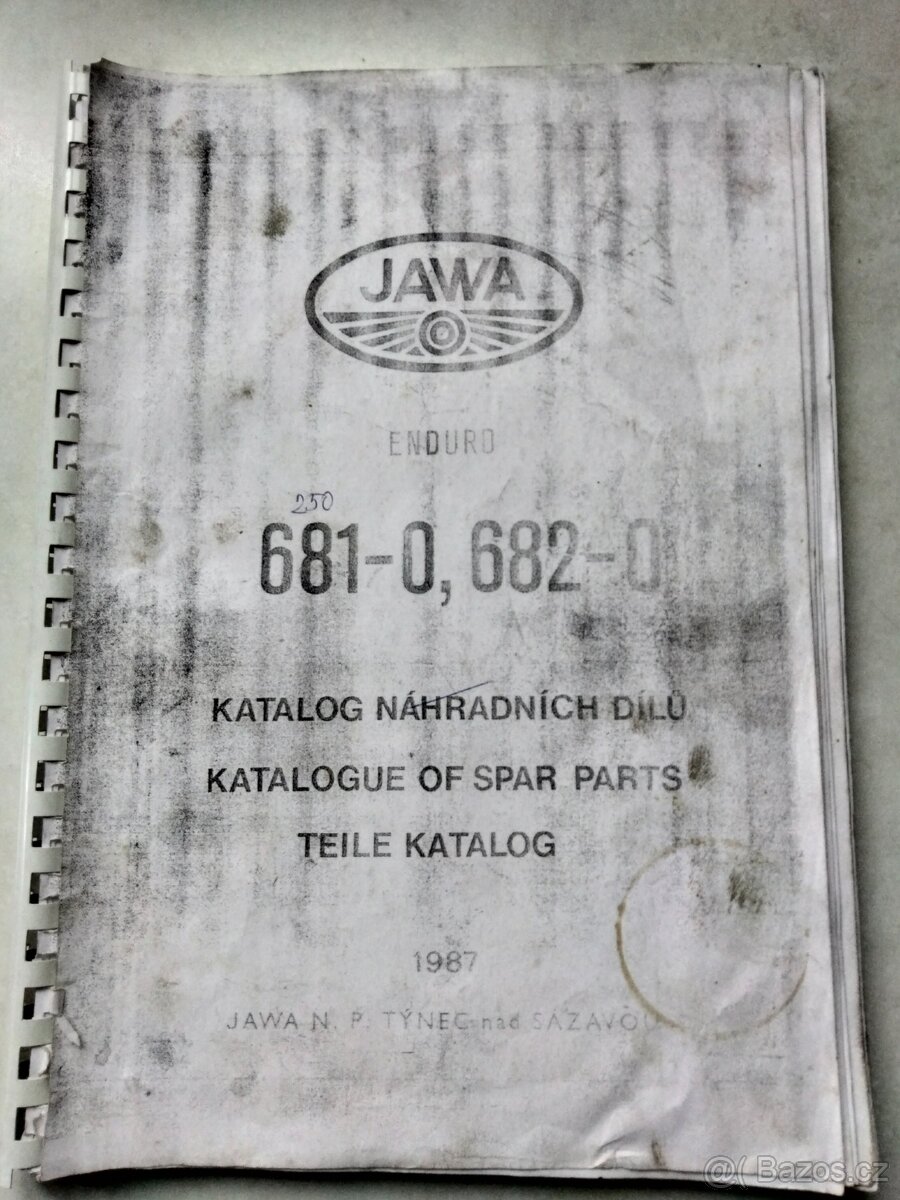 JAWA
ENDURO
250
681-0, 682-0
KATALOG NÁHRADNÍCH DÍLŮ
KATALOGUE OF SPAR PARTS
TEILE KATALOG
1987
JAWA N. P. TÝNEC nad SÁZAVOU
@( Bazos.cz